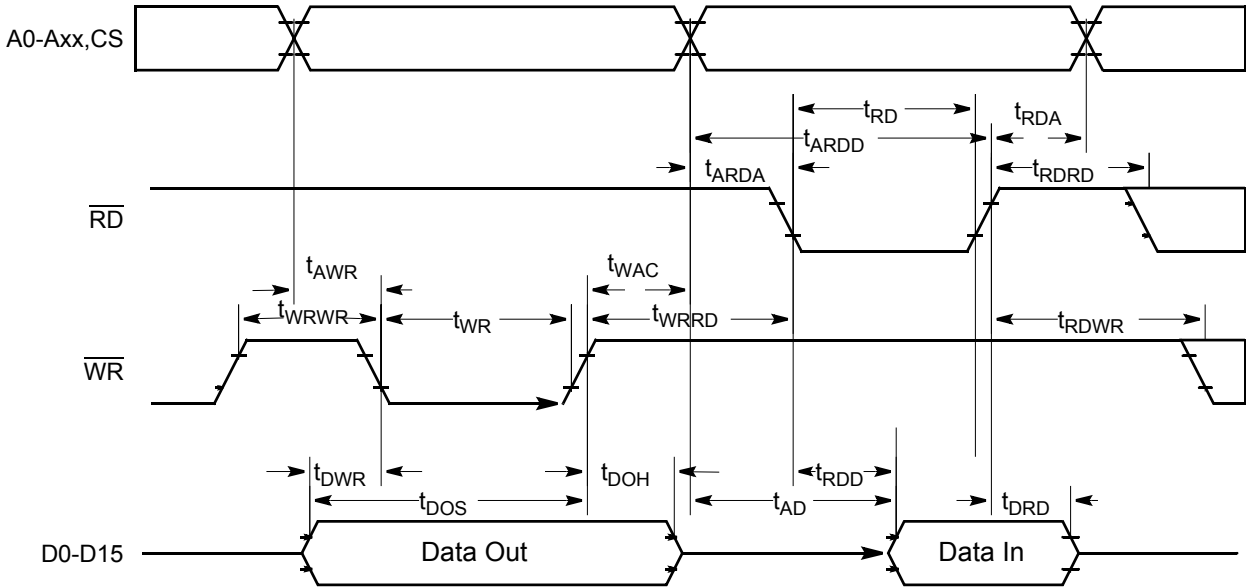 A0-Axx,CS
tRD
tRDA
tARDD
tARDA
tRDRD
RD
tAWR
tWAC
tWRWR
tWR
tWRRD
tRDWR
WR
tDWR
tDOH
tRDD
tDOS
tAD
tDRD
D0-D15
Data Out
Data In